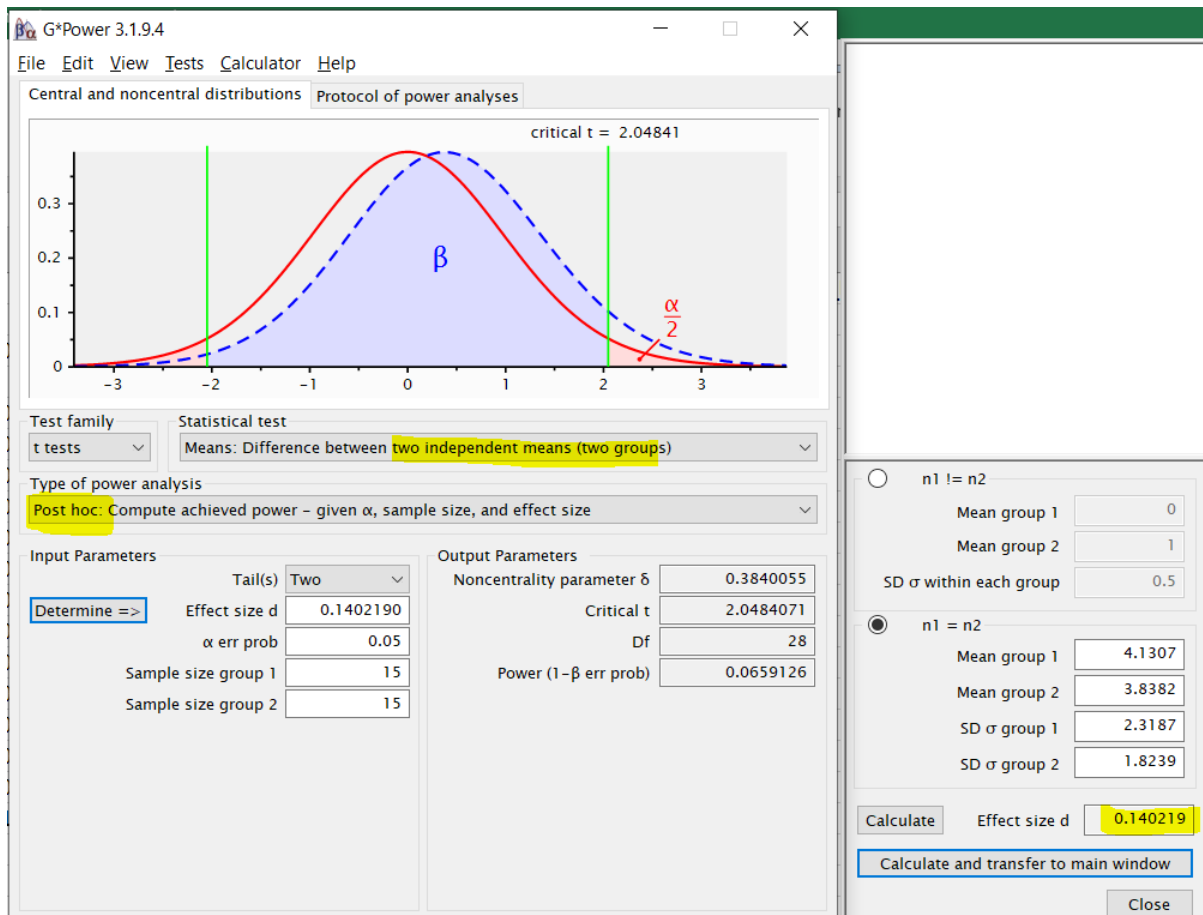 G*Power 3.1.9.4
File Edit View Tests Calculator Help
Central and noncentral distributions Protocol of power analyses
critical t = 2.04841
0.3
0.2
0.1
0
β
α
2
-3 -2 -1 0 1 2 3
Test family Statistical test
t tests Means: Difference between two independent means (two groups)
Type of power analysis
Post hoc: Compute achieved power - given α, sample size, and effect size
Input Parameters
Tail(s) Two
Determine => Effect size d 0.1402190
α err prob 0.05
Sample size group 1 15
Sample size group 2 15
Output Parameters
Noncentrality parameter δ 0.3840055
Critical t 2.0484071
Df 28
Power (1-β err prob) 0.0659126
n1 != n2
Mean group 1 0
Mean group 2 1
SD σ within each group 0.5
n1 = n2
Mean group 1 4.1307
Mean group 2 3.8382
SD σ group 1 2.3187
SD σ group 2 1.8239
Calculate Effect size d 0.140219
Calculate and transfer to main window
Close